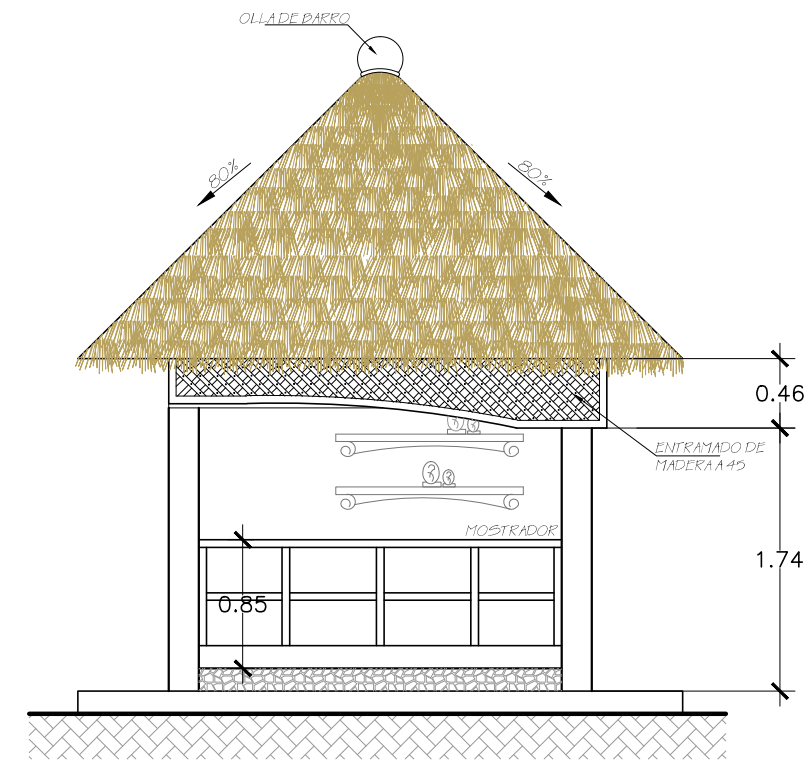 OLLA DE BARRO
80%
80%
0.46
ENTRAMADO DE
MADERA A 45
MOSTRADOR
1.74
0.85